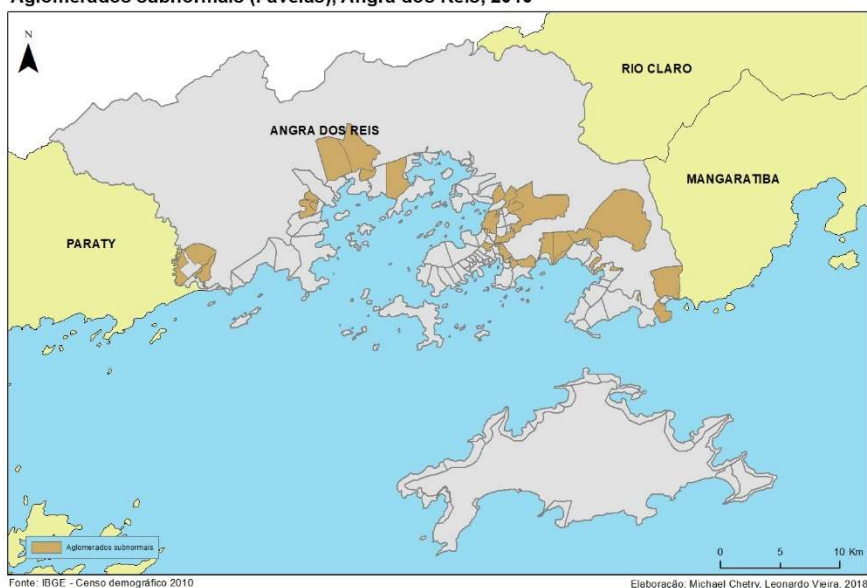 Aglomerados subnormais (Favelas), Angra dos Reis, 2010
N
RIO CLARO
ANGRA DOS REIS
MANGARATIBA
PARATY
Aglomerados subnormais
0 5 10 Km
Fonte: IBGE - Censo demográfico 2010
Elaboração: Michael Chetry, Leonardo Vieira, 2018